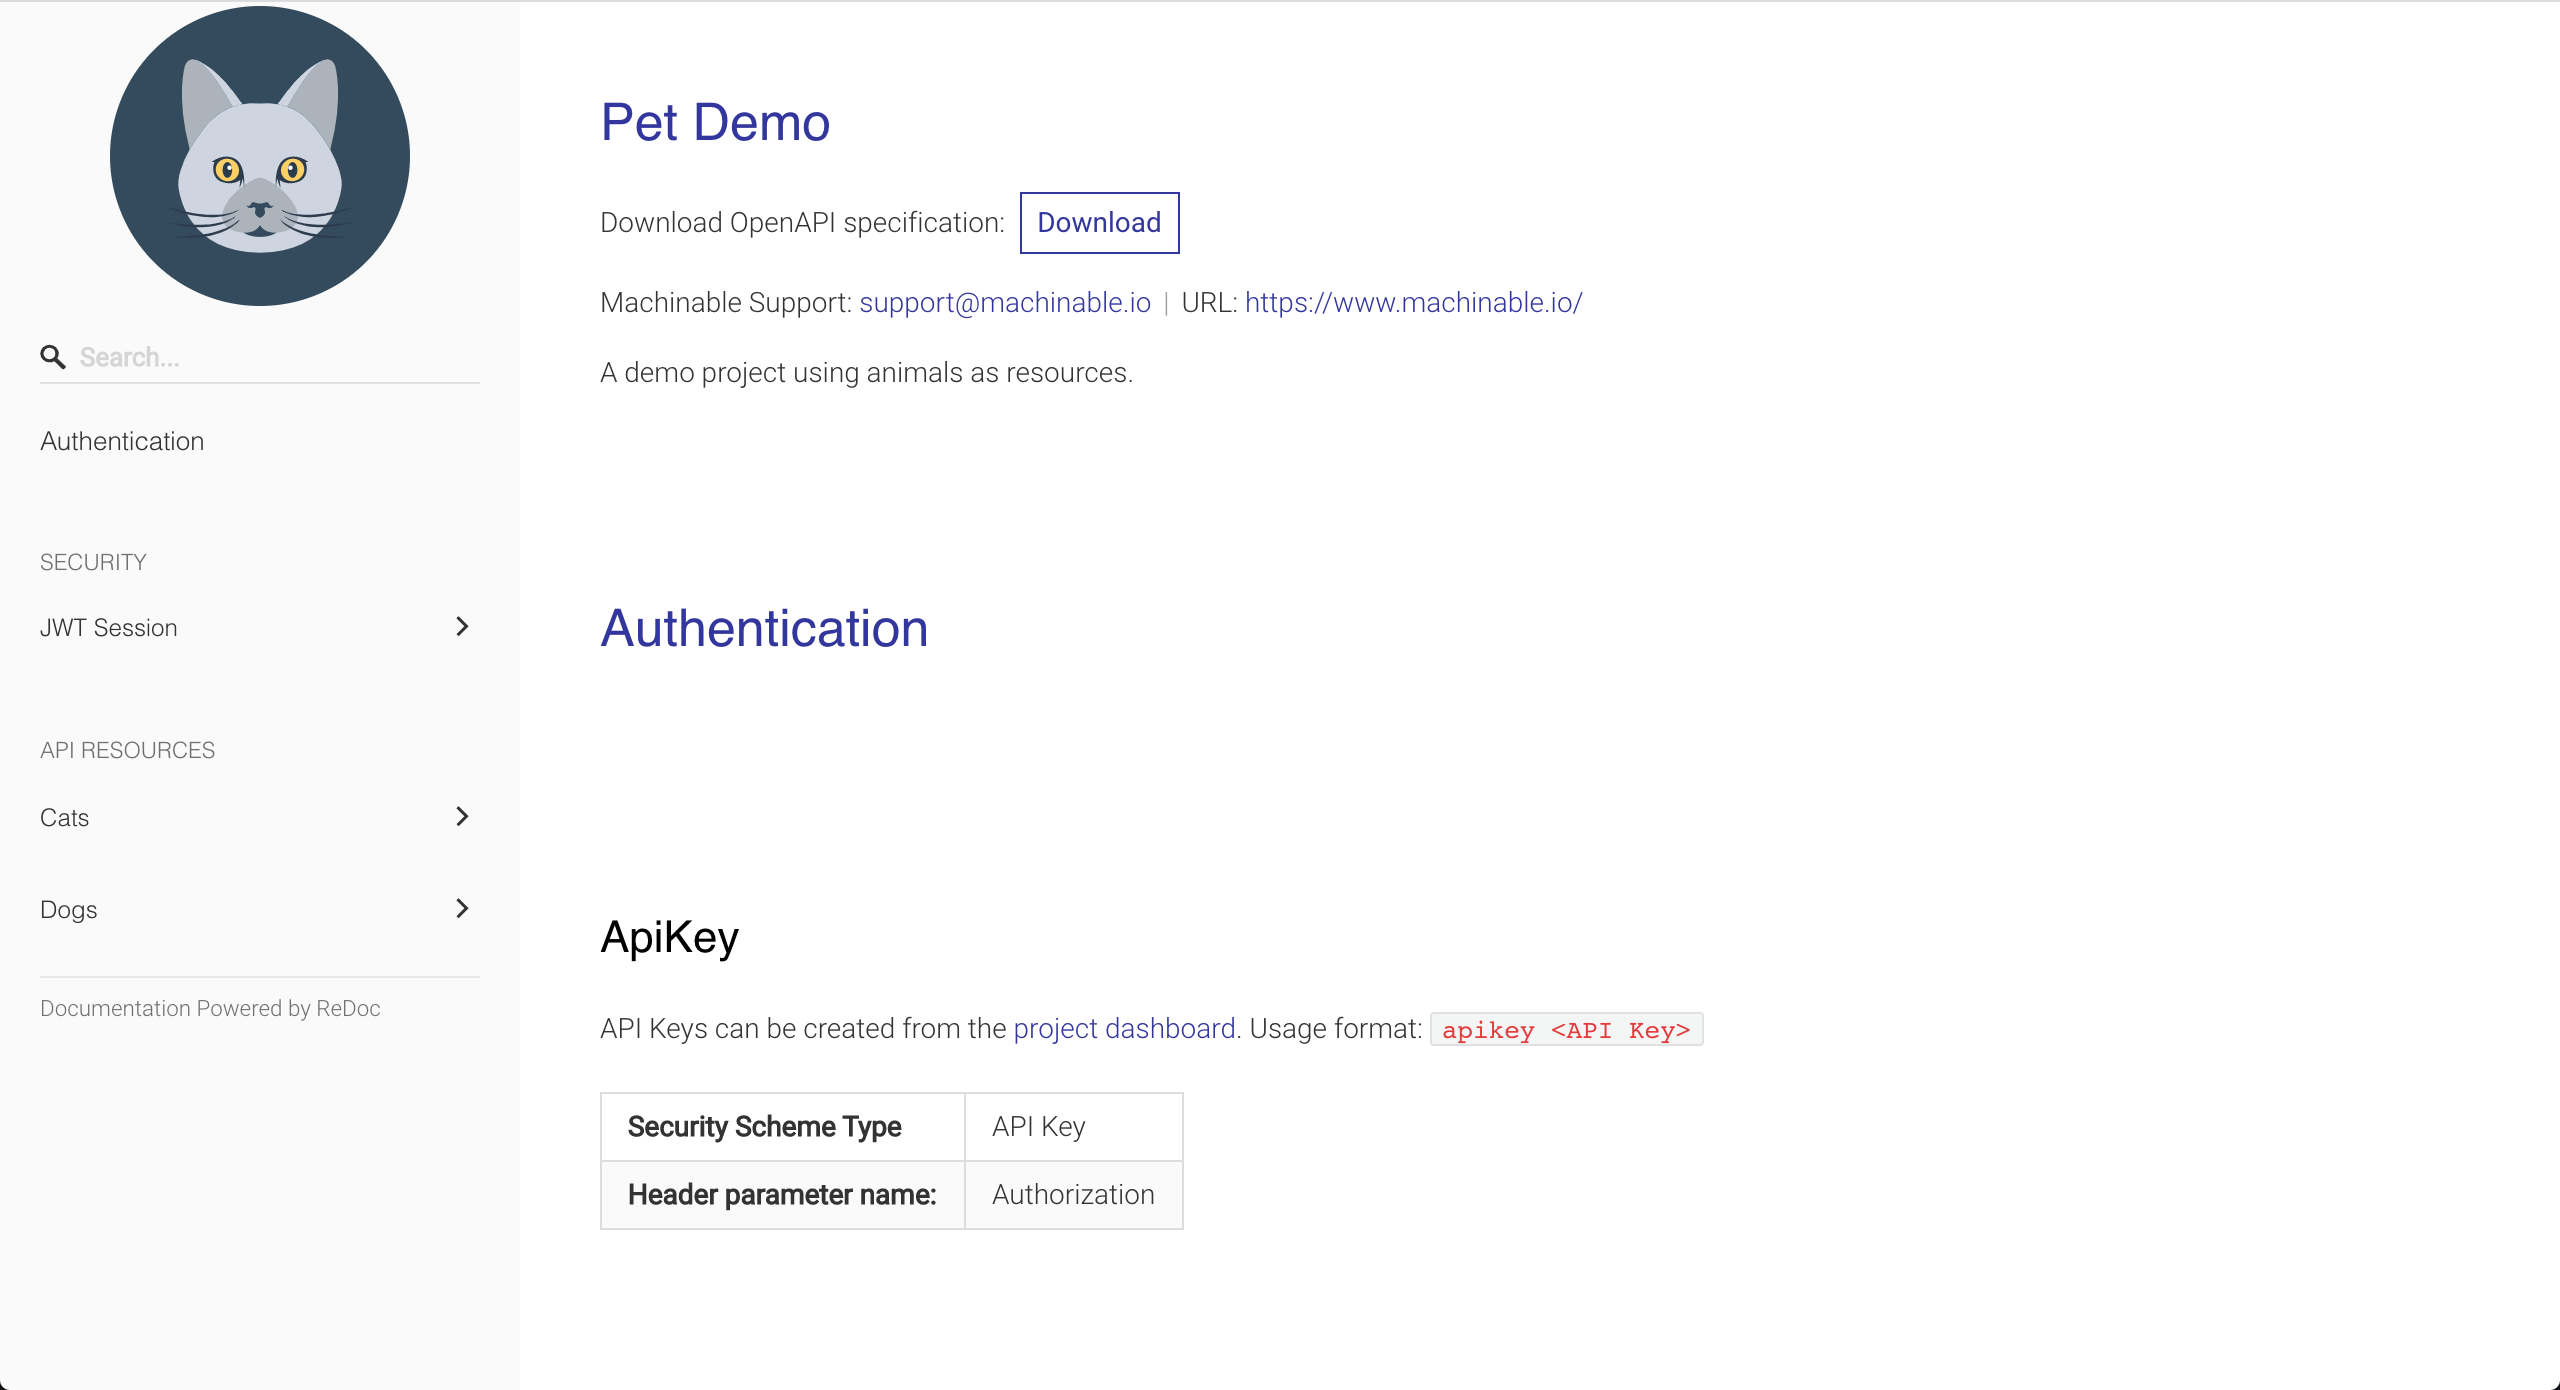 Search...
Authentication
SECURITY
JWT Session
API RESOURCES
Cats
Dogs
Documentation Powered by ReDoc
Pet Demo
Download OpenAPI specification: Download
Machinable Support: support@machinable.io | URL: https://www.machinable.io/
A demo project using animals as resources.
Authentication
ApiKey
API Keys can be created from the project dashboard. Usage format: apikey <API Key>
Security Scheme Type API Key
Header parameter name: Authorization